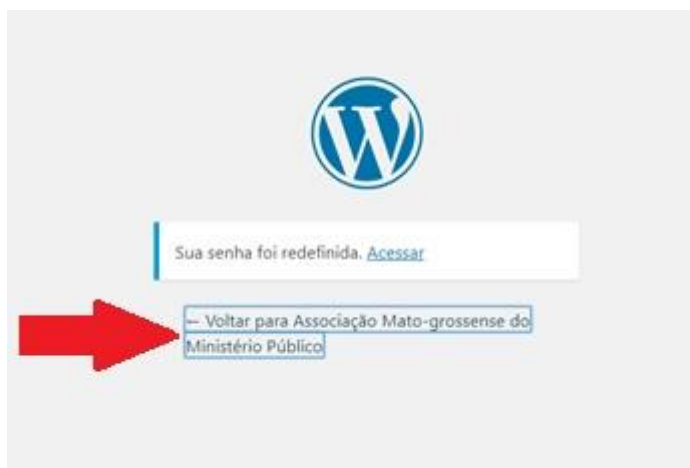 Sua senha foi redefinida. Acessar
← Voltar para Associação Mato-grossense do
Ministério Público